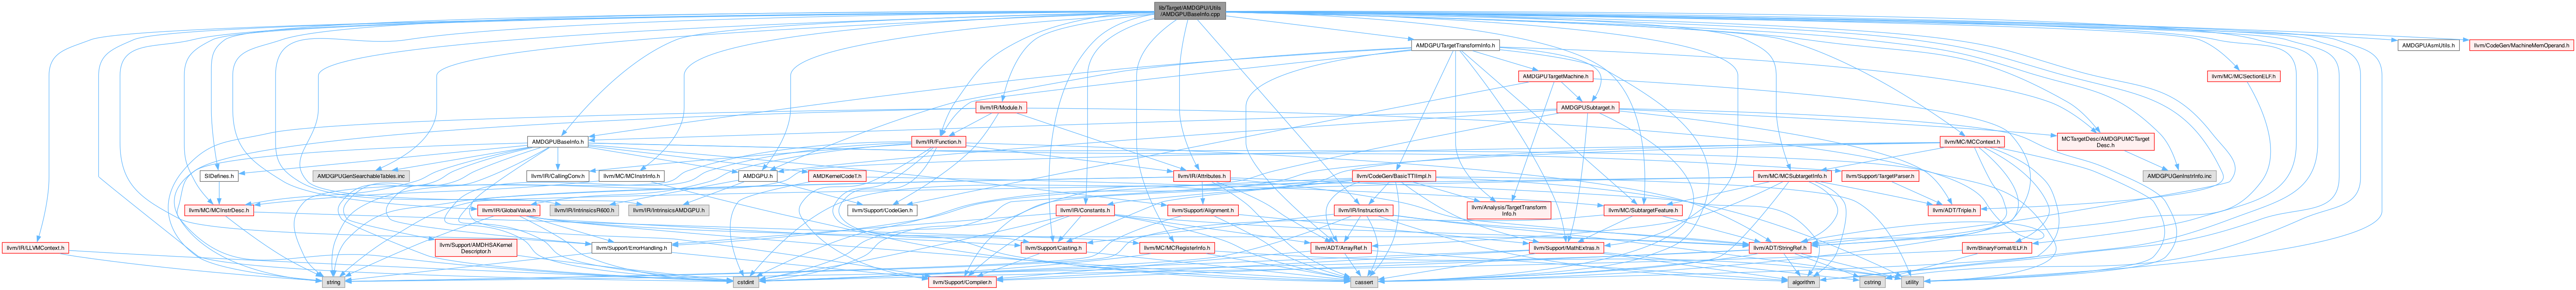 lib/Target/AMDGPU/Utils
/AMDGPUBaseInfo.cpp
AMDGPUTargetTransformInfo.h
AMDGPUAsmUtils.h
llvm/CodeGen/MachineMemOperand.h
AMDGPUTargetMachine.h
llvm/MC/MCSectionELF.h
llvm/IR/Module.h
AMDGPUSubtarget.h
AMDGPUBaseInfo.h
llvm/IR/Function.h
llvm/MC/MCContext.h
MCTargetDesc/AMDGPUMCTarget
Desc.h
SIDefines.h
AMDGPUGenSearchableTables.inc
llvm/IR/CallingConv.h
llvm/MC/MCInstrInfo.h
AMDGPU.h
AMDKernelCodeT.h
llvm/IR/Attributes.h
llvm/CodeGen/BasicTTIImpl.h
llvm/MC/MCSubtargetInfo.h
llvm/Support/TargetParser.h
AMDGPUGenInstrInfo.inc
llvm/MC/MCInstrDesc.h
llvm/IR/GlobalValue.h
llvm/IR/IntrinsicsR600.h
llvm/IR/IntrinsicsAMDGPU.h
llvm/Support/CodeGen.h
llvm/IR/Constants.h
llvm/Support/Alignment.h
llvm/IR/Instruction.h
llvm/Analysis/TargetTransform
Info.h
llvm/MC/SubtargetFeature.h
llvm/ADT/Triple.h
llvm/IR/LLVMContext.h
llvm/Support/AMDHSAKernel
Descriptor.h
llvm/Support/ErrorHandling.h
llvm/Support/Casting.h
llvm/MC/MCRegisterInfo.h
llvm/ADT/ArrayRef.h
llvm/Support/MathExtras.h
llvm/ADT/StringRef.h
llvm/BinaryFormat/ELF.h
string
cstdint
llvm/Support/Compiler.h
cassert
algorithm
cstring
utility